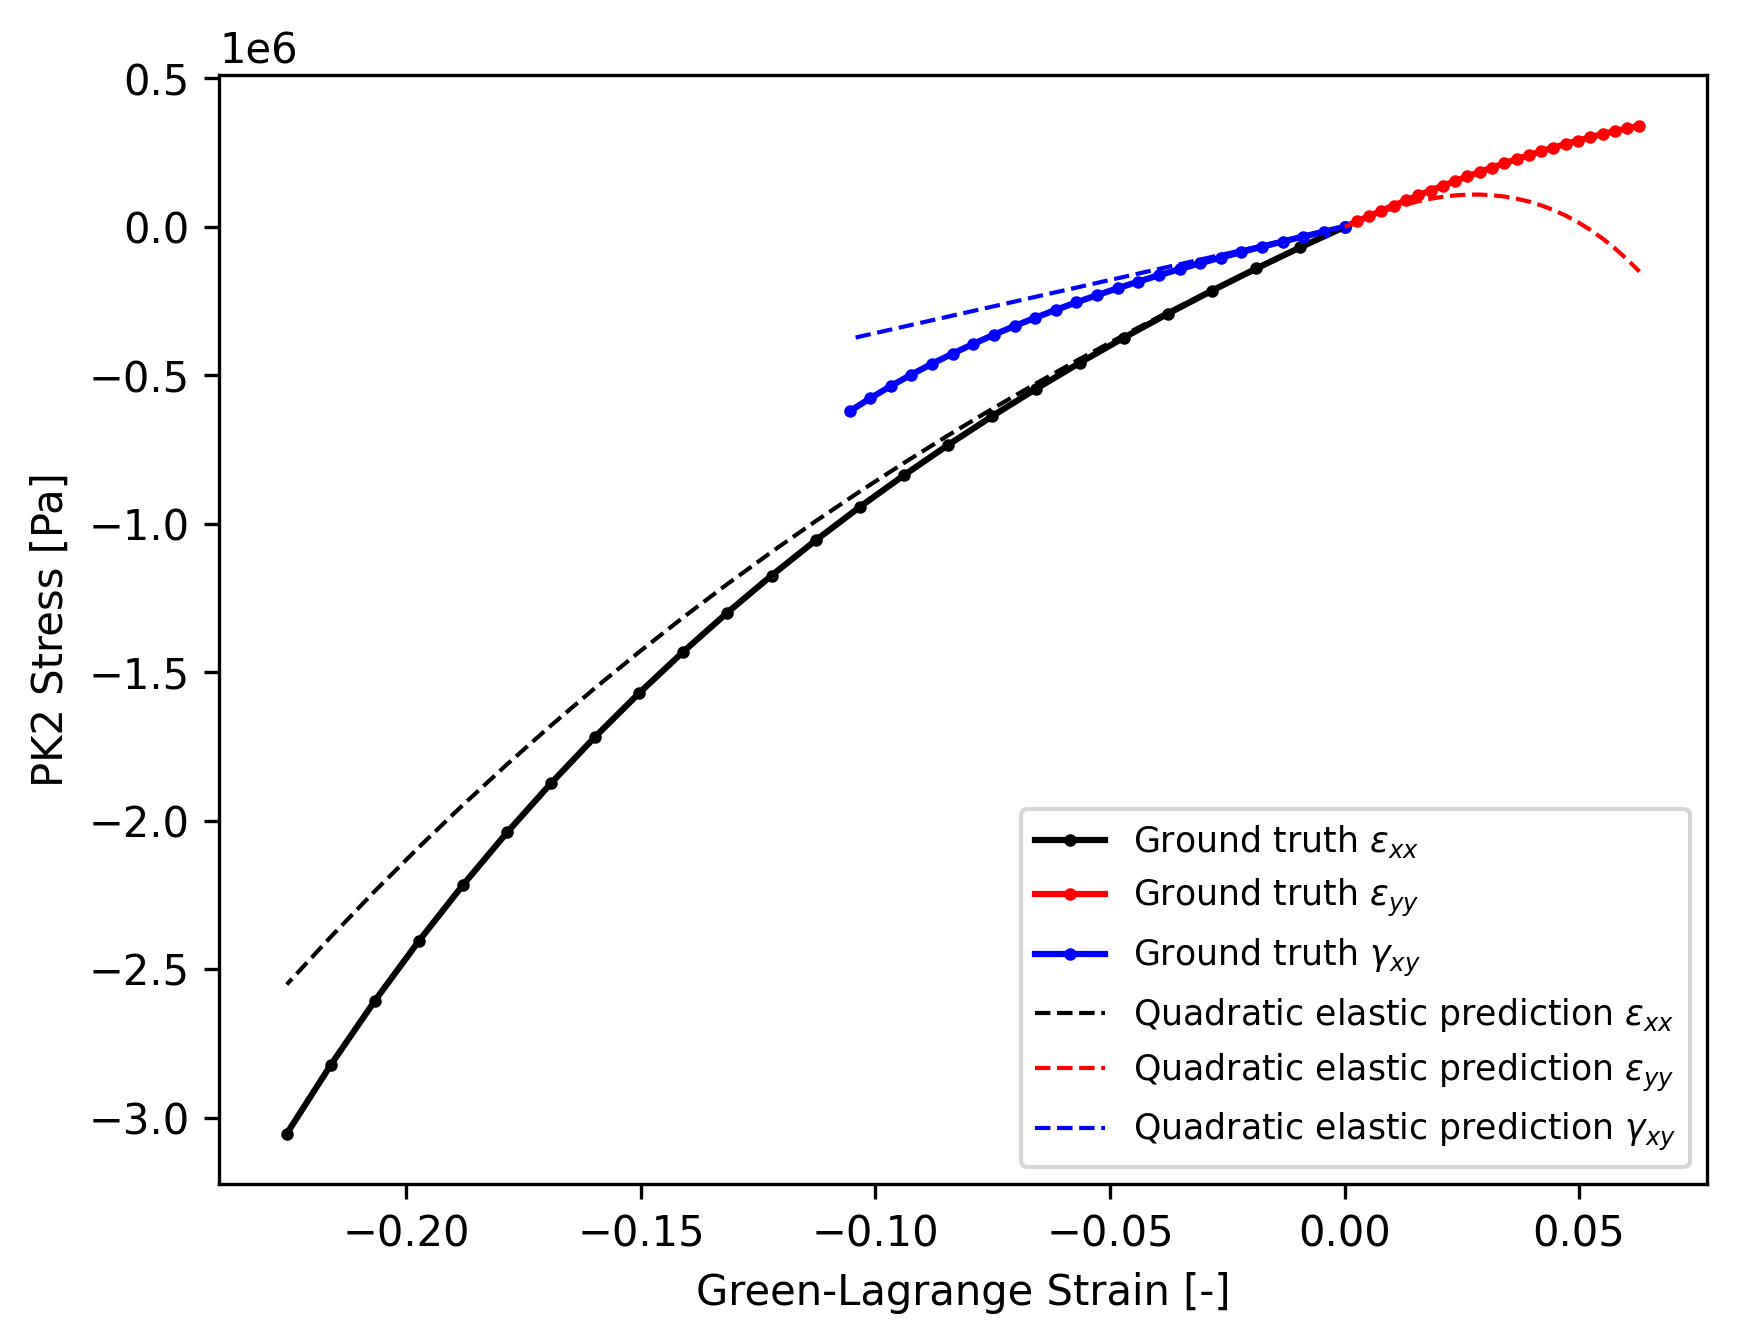 1e6
0.5
0.0
−0.5
−1.0
−1.5
−2.0
−2.5
−3.0
PK2 Stress [Pa]
−0.20 −0.15 −0.10 −0.05 0.00 0.05
Green-Lagrange Strain [-]
Ground truth εxx
Ground truth εyy
Ground truth γxy
Quadratic elastic prediction εxx
Quadratic elastic prediction εyy
Quadratic elastic prediction γxy